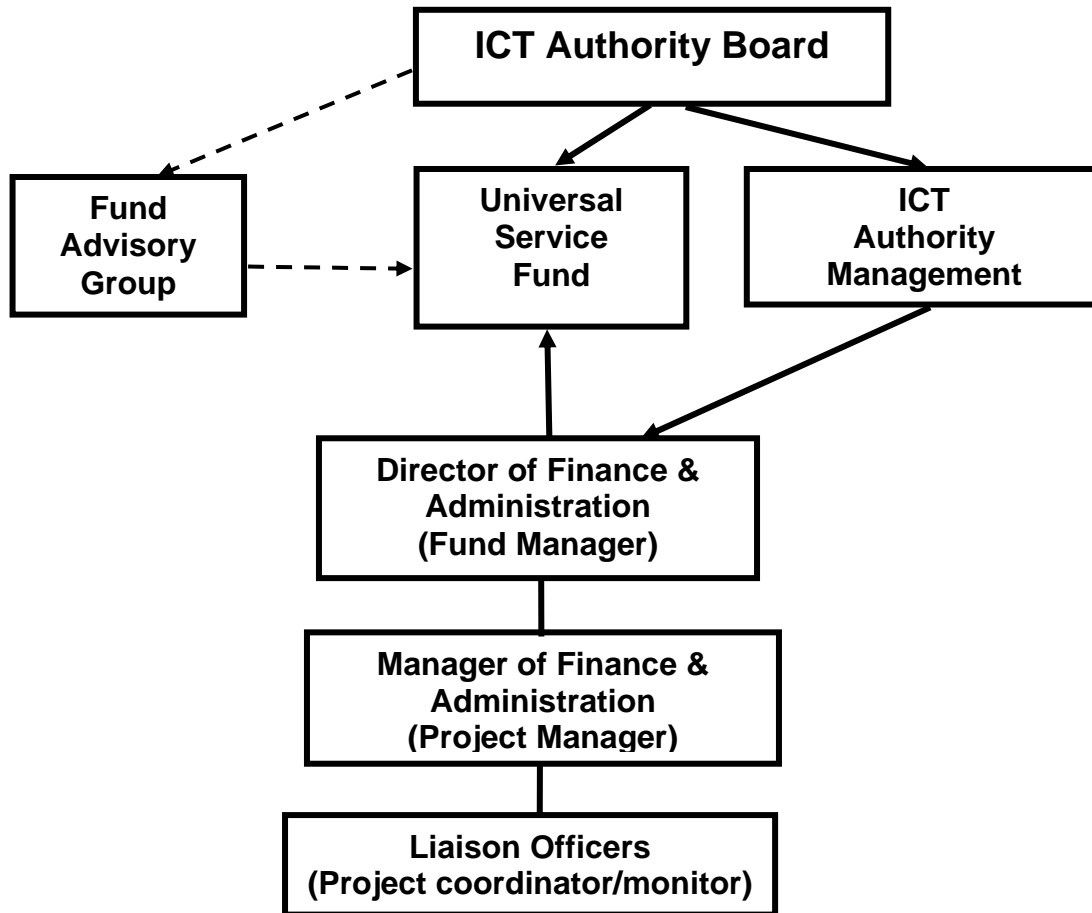 ICT Authority Board
Fund
Advisory
Group
Universal
Service
Fund
ICT
Authority
Management
Director of Finance &
Administration
(Fund Manager)
Manager of Finance &
Administration
(Project Manager)
Liaison Officers
(Project coordinator/monitor)